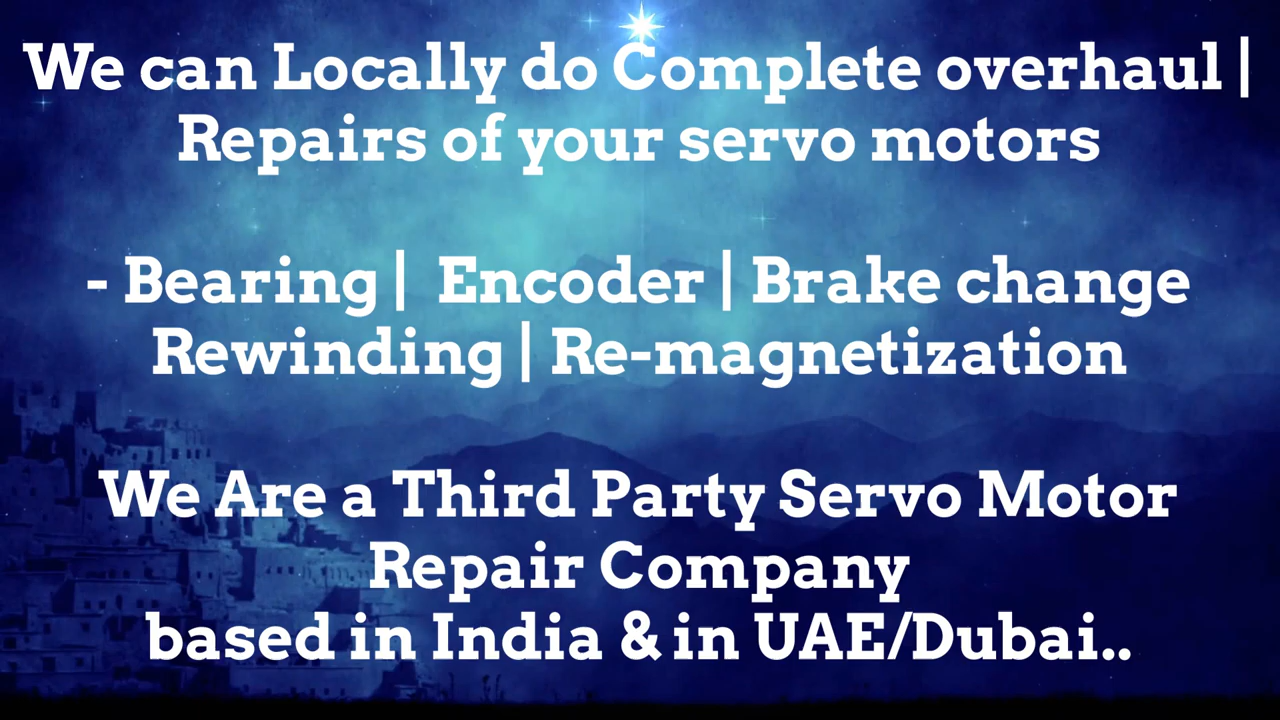 We can Locally do Complete overhaul |
Repairs of your servo motors
- Bearing | Encoder | Brake change
Rewinding | Re-magnetization
We Are a Third Party Servo Motor
Repair Company
based in India & in UAE/Dubai..